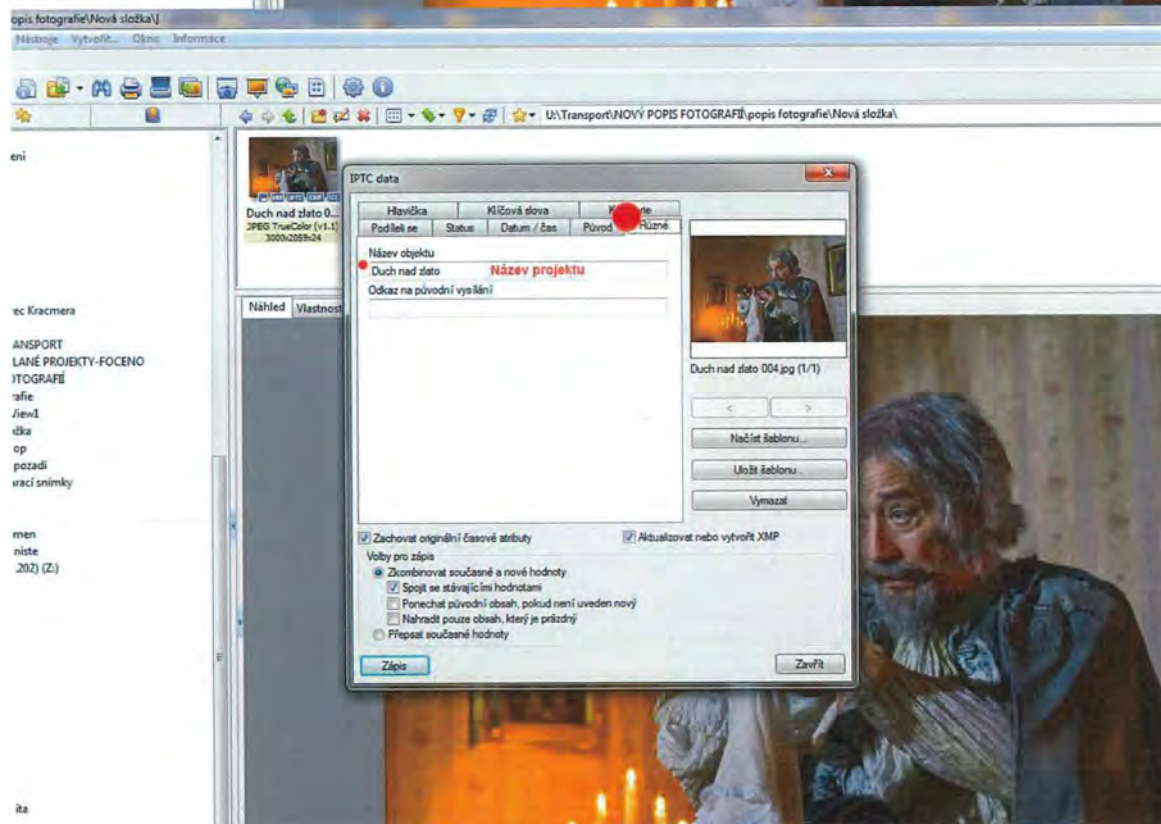 opis fotografie\Nová složka\]
Nástroje Vytvořit... Okno Informace
U:\Transport\NOVÝ POPIS FOTOGRAFIÍ\popis fotografie\Nová složka\
ení
Duch nad zlato 0...
JPEG TrueColor (v1.1)
3000x2059x24
ec Kracmera
ANSPORT
LANÉ PROJEKTY-FOCENO
OTOGRAFIÍ
rafie
View1
ožka
op
pozadí
rací snímky
men
niste
.202) (Z:)
ita
Náhled Vlastnost
IPTC data
Hlavička Klíčová slova
Podíleli se Status Datum / čas Původ Různé
Název objektu
Duch nad zlato Název projektu
Odkaz na původní vysílání
Duch nad zlato 004.jpg (1/1)
< >
Načíst šablonu...
Uložit šablonu...
Vymazat
Zachovat originální časové atributy Aktualizovat nebo vytvořit XMP
Volby pro zápis
Zkombinovat současné a nové hodnoty
Spojit se stávajícími hodnotami
Ponechat původní obsah, pokud není uveden nový
Nahradit pouze obsah, který je prázdný
Přepsat současné hodnoty
Zápis Zavřít